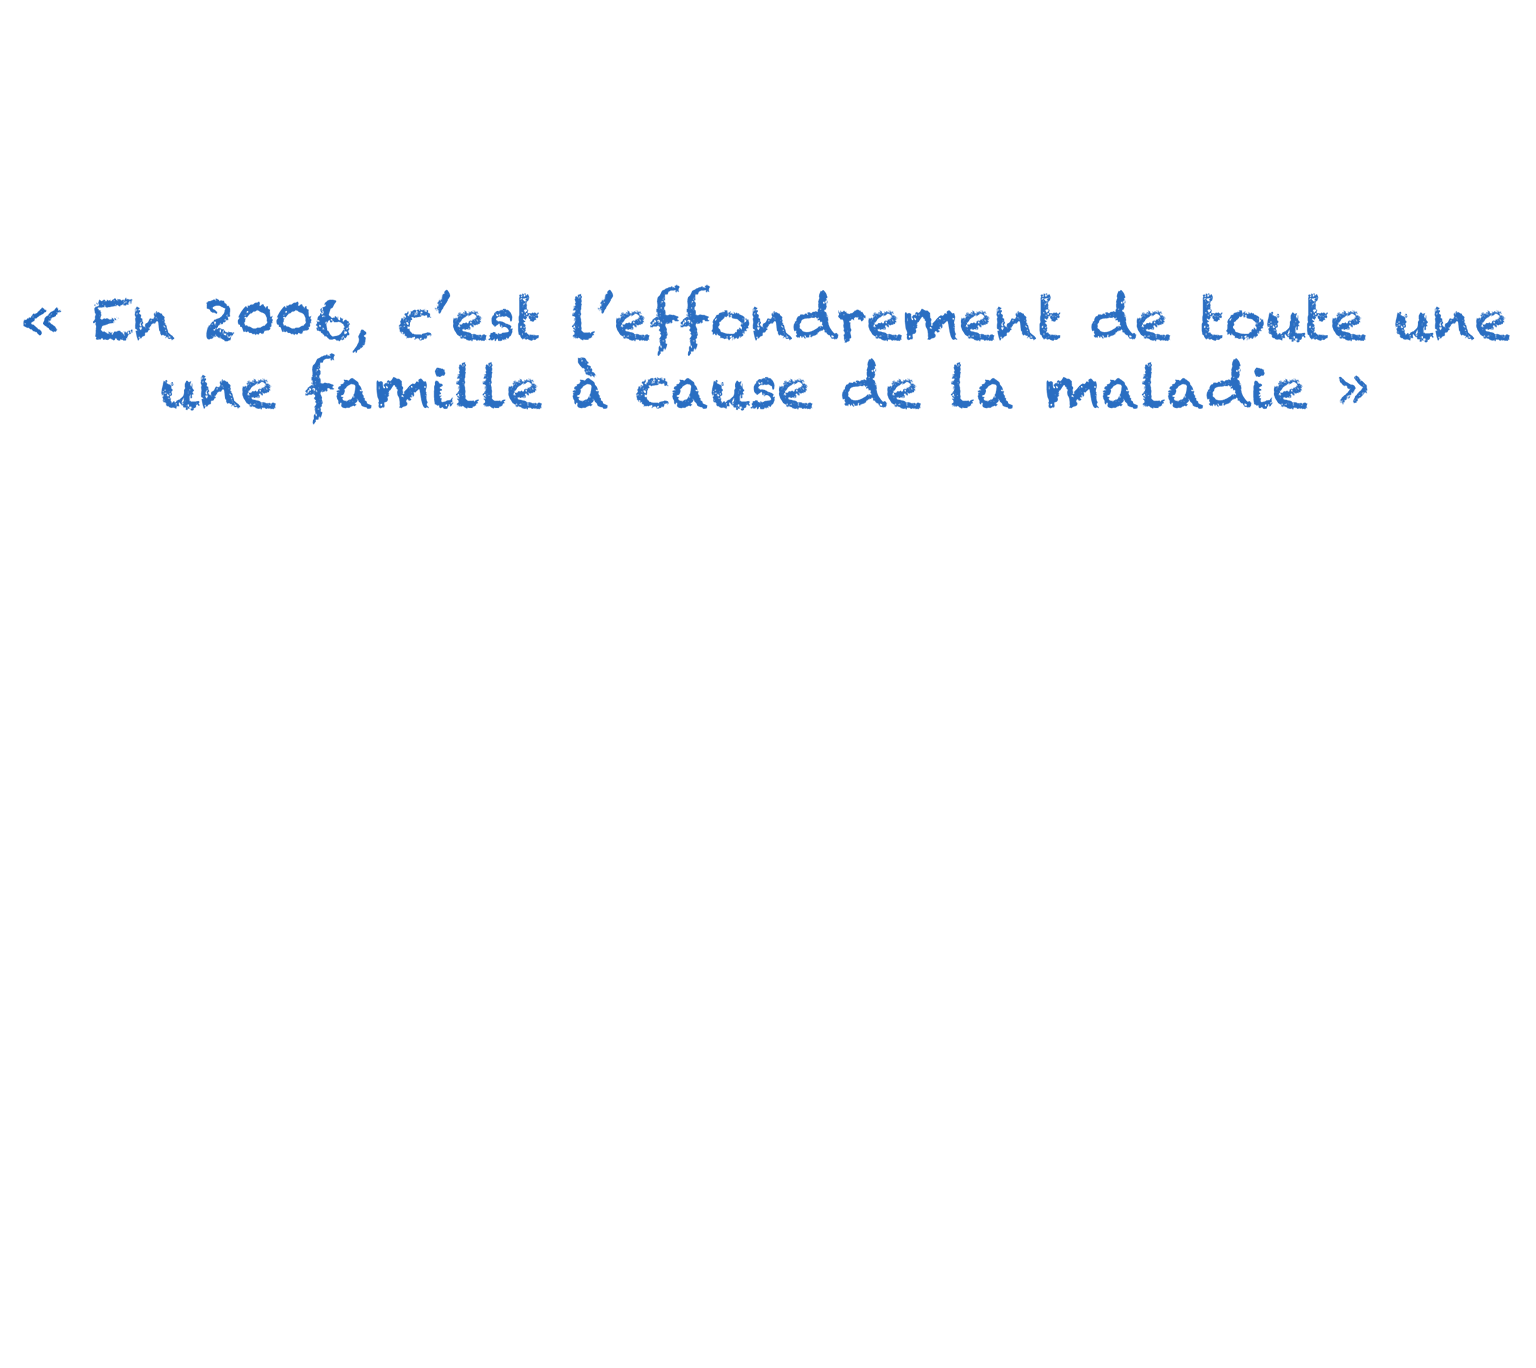 « En 2006, c’est l’effondrement de toute une
une famille à cause de la maladie »